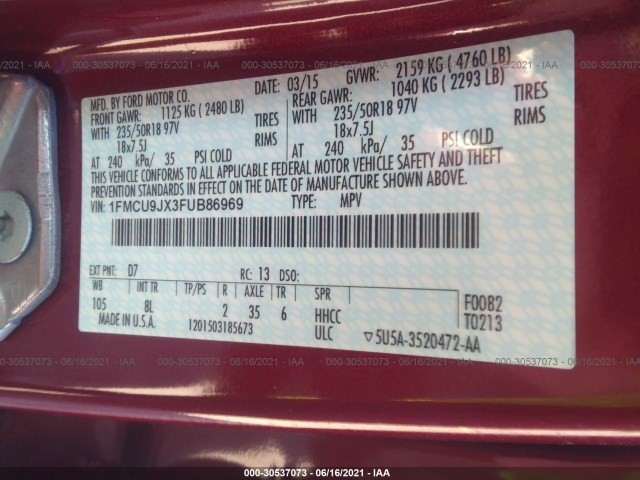 000-30537073 - 06/16/2021 - IAA
MFD. BY FORD MOTOR CO.
DATE: 03/15 GVWR: 2159 KG ( 4760 LB)
FRONT GAWR: 1125 KG ( 2480 LB)
REAR GAWR: 1040 KG ( 2293 LB)
WITH 235/50R18 97V TIRES
WITH 235/50R18 97V TIRES
18x7.5J RIMS
18x7.5J RIMS
AT 240 kPa/ 35 PSI COLD
AT 240 kPa/ 35 PSI COLD
THIS VEHICLE CONFORMS TO ALL APPLICABLE FEDERAL MOTOR VEHICLE SAFETY AND THEFT
PREVENTION STANDARDS IN EFFECT ON THE DATE OF MANUFACTURE SHOWN ABOVE.
VIN: 1FMCU9JX3FUB86969 TYPE: MPV
EXT PNT: D7 RC: 13 DSO:
WB INT TR TP/PS R AXLE TR SPR F0082
105 8L 2 35 6 HHCC T0213
MADE IN U.S.A. 1201503185673 ULC ▽5U5A-3520472-AA
000-30537073 - 06/16/2021 - IAA